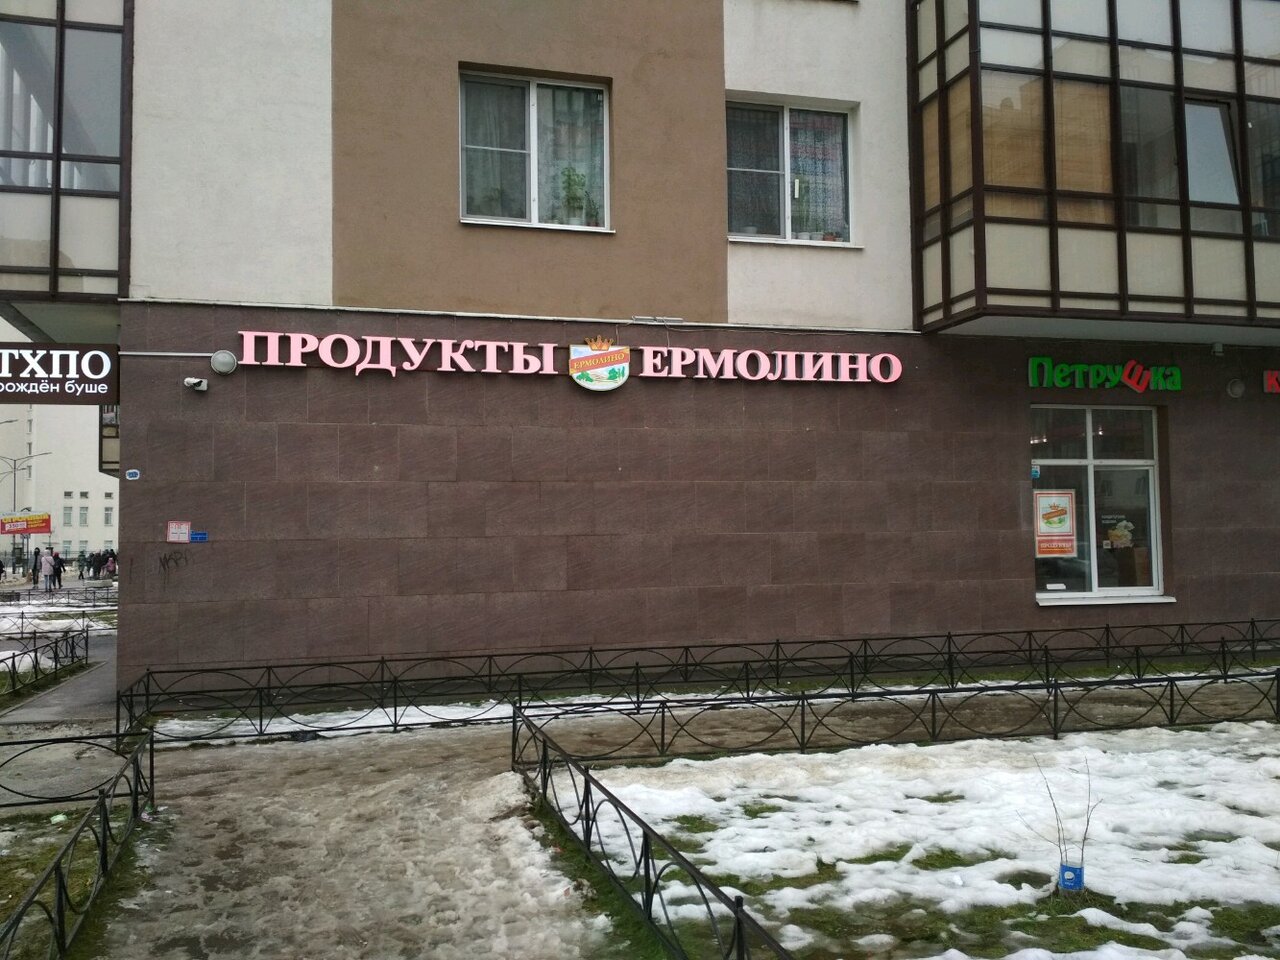 ТХПО
рождён буше
ПРОДУКТЫ
ЕРМОЛИНО
ЕРМОЛИНО
Петрушка
ПРОДУКТЫ